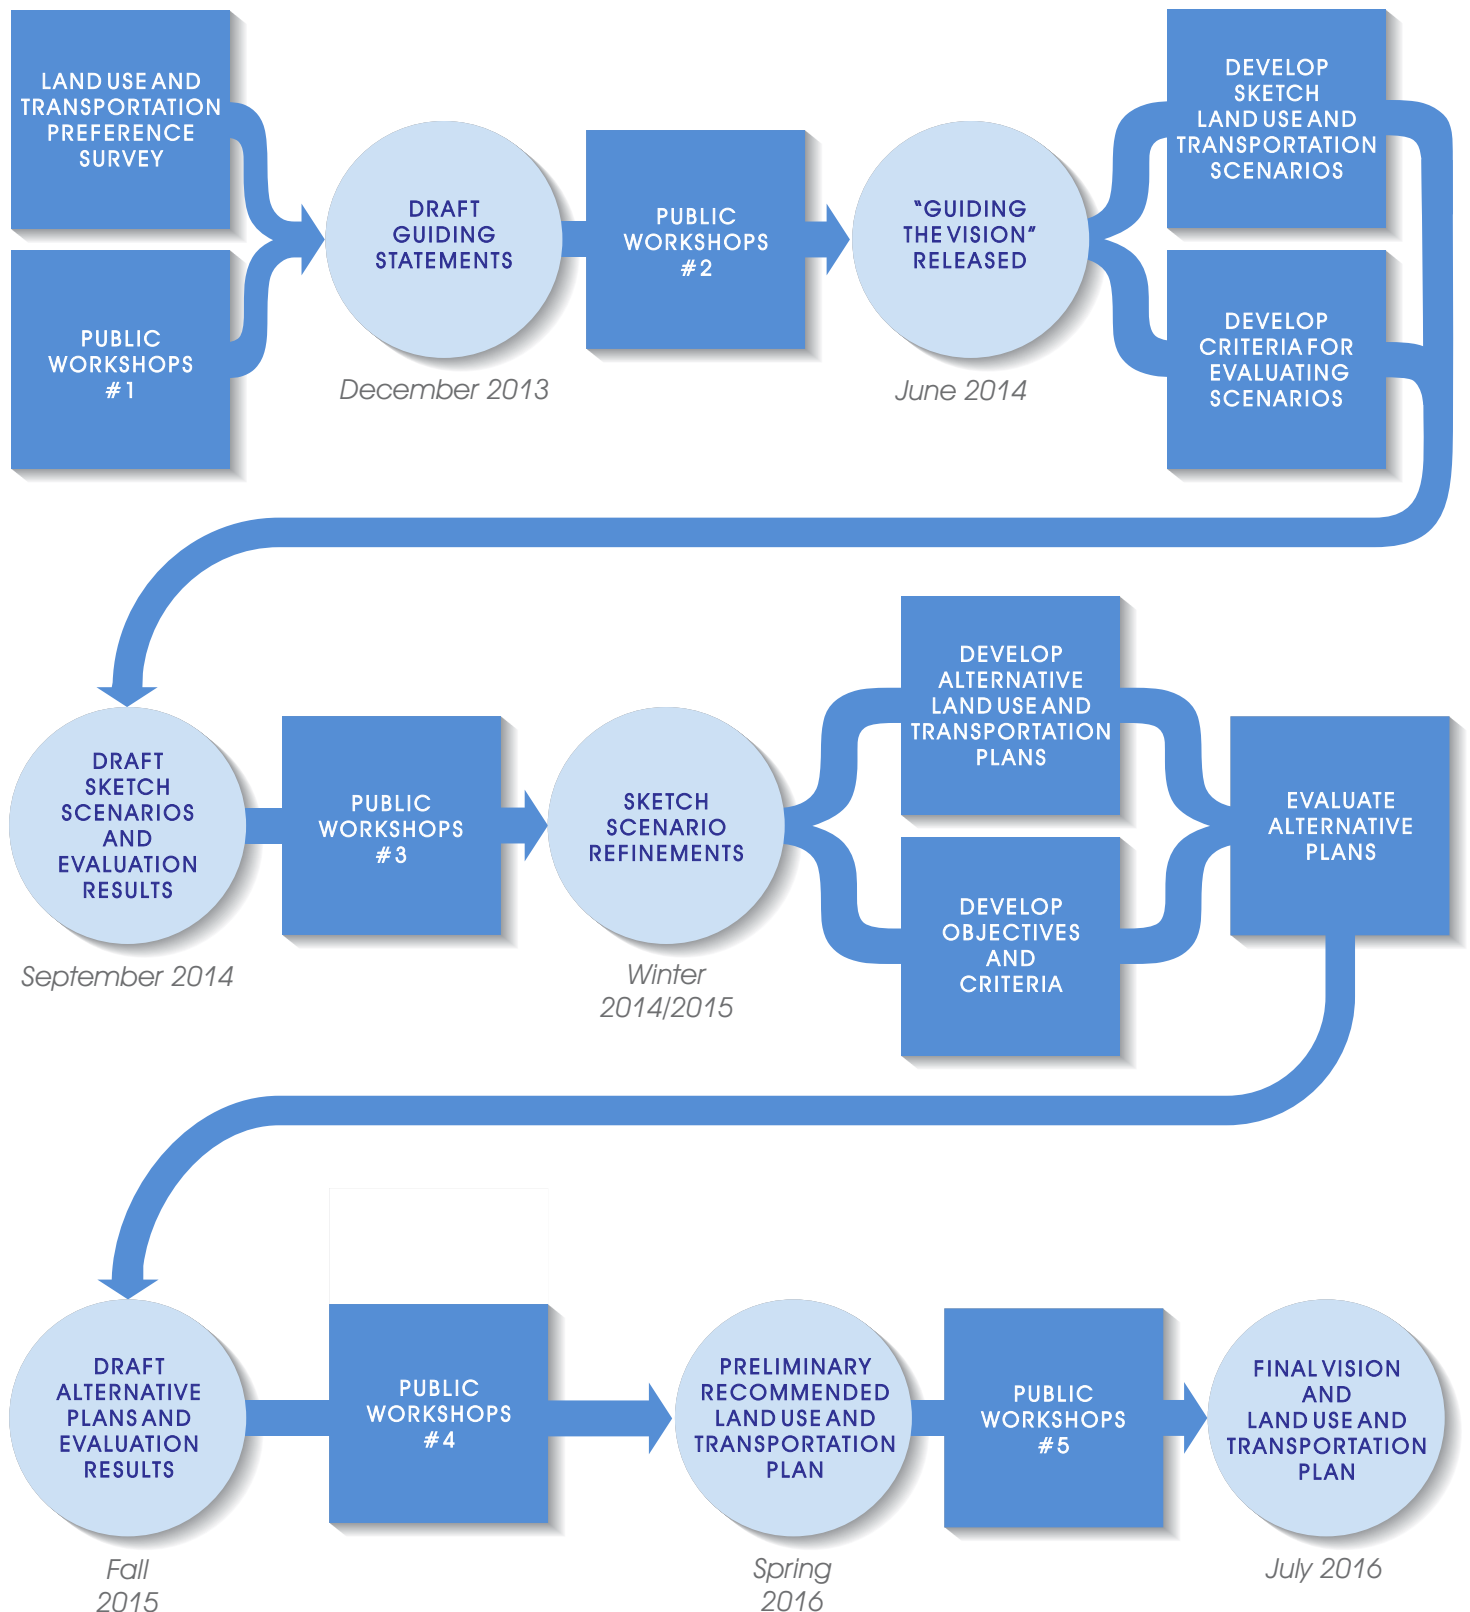 LAND USE AND
TRANSPORTATION
PREFERENCE
SURVEY
PUBLIC
WORKSHOPS
#1
DRAFT
GUIDING
STATEMENTS
December 2013
PUBLIC
WORKSHOPS
#2
"GUIDING
THE VISION"
RELEASED
June 2014
DEVELOP
SKETCH
LAND USE AND
TRANSPORTATION
SCENARIOS
DEVELOP
CRITERIA FOR
EVALUATING
SCENARIOS
DRAFT
SKETCH
SCENARIOS
AND
EVALUATION
RESULTS
September 2014
PUBLIC
WORKSHOPS
#3
SKETCH
SCENARIO
REFINEMENTS
Winter
2014/2015
DEVELOP
ALTERNATIVE
LAND USE AND
TRANSPORTATION
PLANS
DEVELOP
OBJECTIVES
AND
CRITERIA
EVALUATE
ALTERNATIVE
PLANS
DRAFT
ALTERNATIVE
PLANS AND
EVALUATION
RESULTS
Fall
2015
PUBLIC
WORKSHOPS
#4
PRELIMINARY
RECOMMENDED
LAND USE AND
TRANSPORTATION
PLAN
Spring
2016
PUBLIC
WORKSHOPS
#5
FINAL VISION
AND
LAND USE AND
TRANSPORTATION
PLAN
July 2016